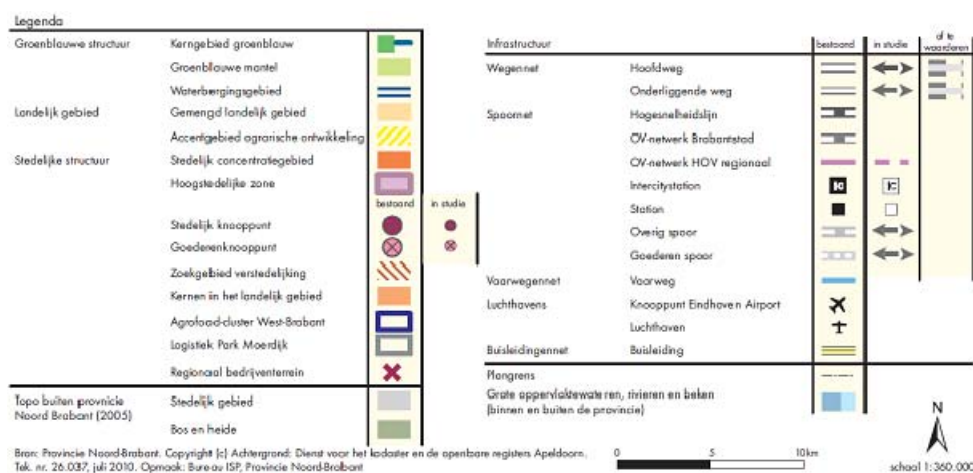 Legenda
Groenblauwe structuur Kerngebied groenblauw
Groenblauwe mantel
Waterbergingsgebied
Landelijk gebied Gemengd landelijk gebied
Accentgebied agrarische ontwikkeling
Stedelijke structuur Stedelijk concentratiegebied
Hoogstedelijke zone
bestaand in studie
Stedelijk knooppunt
Goederenknooppunt
Zoekgebied verstedelijking
Kernen in het landelijk gebied
Agrofood-cluster West-Brabant
Logistiek Park Moerdijk
Regionaal bedrijventerrein
Topo buiten provnicie Stedelijk gebied
Noord Brabant (2005)
Bos en heide
Infrastructuur bestaand in studie af te waarderen
Wegennet Hoofdweg
Onderliggende weg
Spoornet Hogesnelheidslijn
OV-netwerk Brabantstad
OV-netwerk HOV regionaal
Intercitystation IC IC
Station
Overig spoor
Goederen spoor
Vaarwegennet Vaarweg
Luchthavens Knooppunt Eindhoven Airport
Luchthaven
Buisleidingennet Buisleiding
Plangrens
Grote oppervlaktewateren, rivieren en beken
(binnen en buiten de provincie)
Bron: Provincie Noord-Brabant. Copyright (c) Achtergrond: Dienst voor het kadaster en de openbare registers Apeldoorn.
Tek. nr. 26.037, juli 2010. Opmaak: Bureau ISP, Provincie Noord-Brabant
0 5 10km
N
schaal 1:360.000